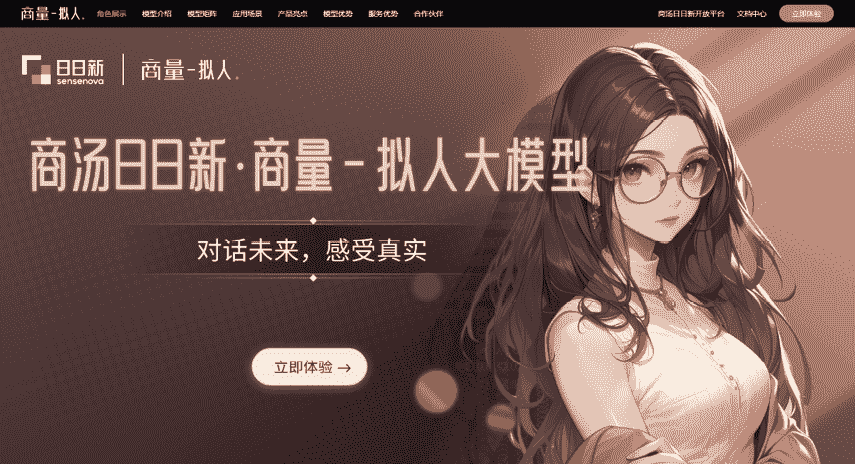 商量-拟人 角色展示 模型介绍 模型矩阵 应用场景 产品亮点 模型优势 服务优势 合作伙伴 商汤日日新开放平台 文档中心 立即体验
日日新 sensenova 商量-拟人
商汤日日新·商量-拟人大模型
对话未来，感受真实
立即体验 →